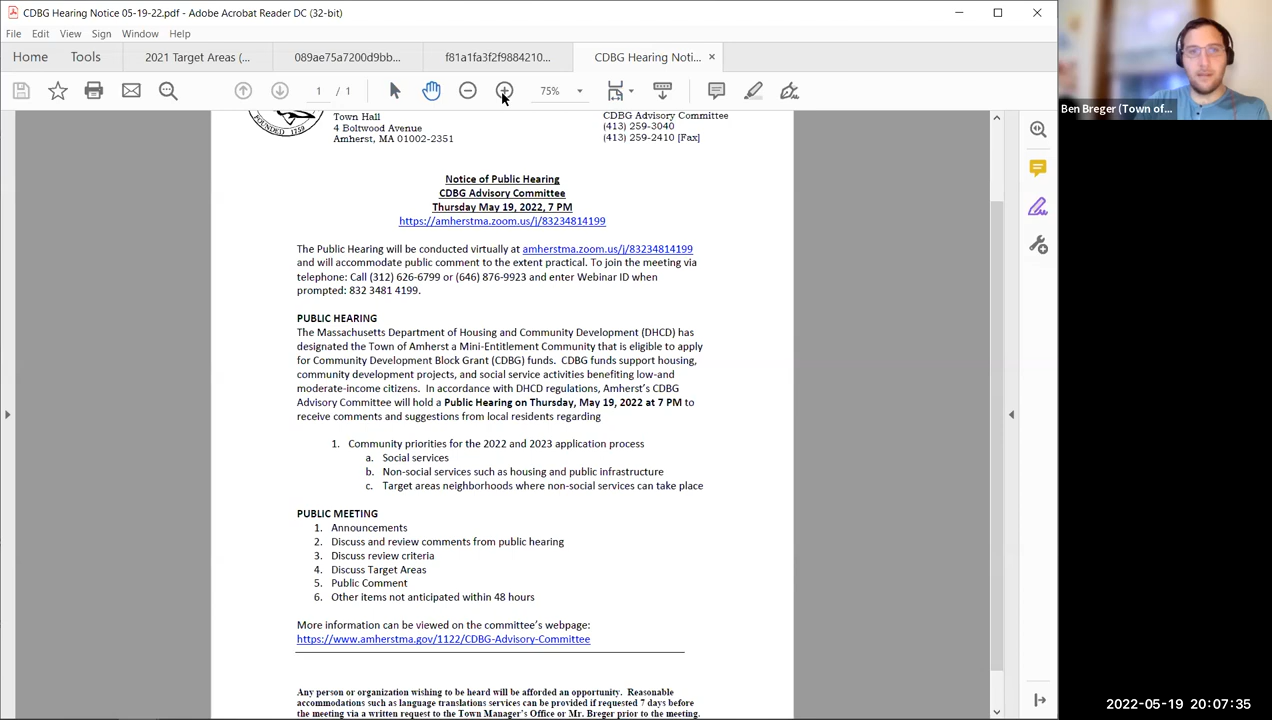 CDBG Hearing Notice 05-19-22.pdf - Adobe Acrobat Reader DC (32-bit)
File Edit View Sign Window Help
Home Tools 2021 Target Areas (... 089ae75a7200d9bb... f81a1fa3f2f9884210... CDBG Hearing Noti... ×
1 / 1 75%
Town Hall
4 Boltwood Avenue
Amherst, MA 01002-2351
CDBG Advisory Committee
(413) 259-3040
(413) 259-2410 [Fax]
FOUNDED 1759
Notice of Public Hearing
CDBG Advisory Committee
Thursday May 19, 2022, 7 PM
https://amherstma.zoom.us/j/83234814199
The Public Hearing will be conducted virtually at amherstma.zoom.us/j/83234814199
and will accommodate public comment to the extent practical. To join the meeting via
telephone: Call (312) 626-6799 or (646) 876-9923 and enter Webinar ID when
prompted: 832 3481 4199.
PUBLIC HEARING
The Massachusetts Department of Housing and Community Development (DHCD) has
designated the Town of Amherst a Mini-Entitlement Community that is eligible to apply
for Community Development Block Grant (CDBG) funds. CDBG funds support housing,
community development projects, and social service activities benefiting low-and
moderate-income citizens. In accordance with DHCD regulations, Amherst's CDBG
Advisory Committee will hold a Public Hearing on Thursday, May 19, 2022 at 7 PM to
receive comments and suggestions from local residents regarding
1. Community priorities for the 2022 and 2023 application process
a. Social services
b. Non-social services such as housing and public infrastructure
c. Target areas neighborhoods where non-social services can take place
PUBLIC MEETING
1. Announcements
2. Discuss and review comments from public hearing
3. Discuss review criteria
4. Discuss Target Areas
5. Public Comment
6. Other items not anticipated within 48 hours
More information can be viewed on the committee's webpage:
https://www.amherstma.gov/1122/CDBG-Advisory-Committee
Any person or organization wishing to be heard will be afforded an opportunity. Reasonable
accommodations such as language translations services can be provided if requested 7 days before
the meeting via a written request to the Town Manager's Office or Mr. Breger prior to the meeting.
Ben Breger (Town of...
2022-05-19 20:07:35